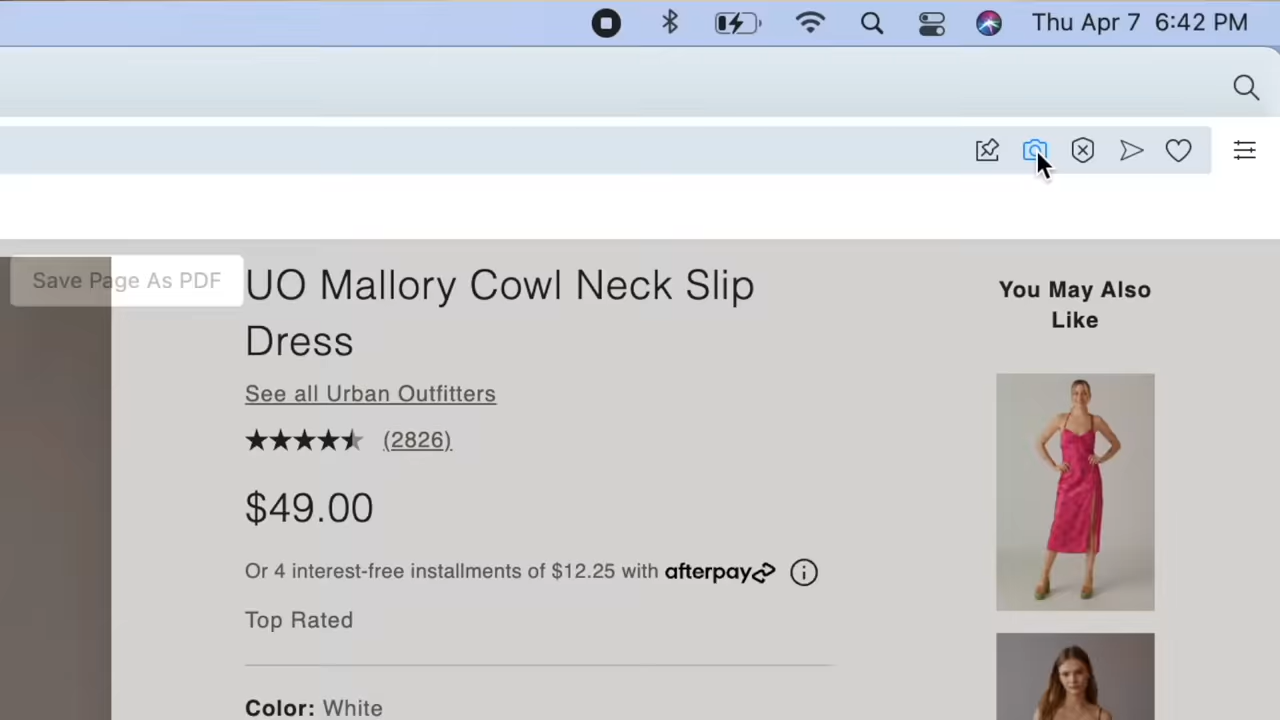 Thu Apr 7 6:42 PM
Save Page As PDF
UO Mallory Cowl Neck Slip
Dress
See all Urban Outfitters
(2826)
$49.00
Or 4 interest-free installments of $12.25 with afterpay
Top Rated
Color: White
You May Also
Like